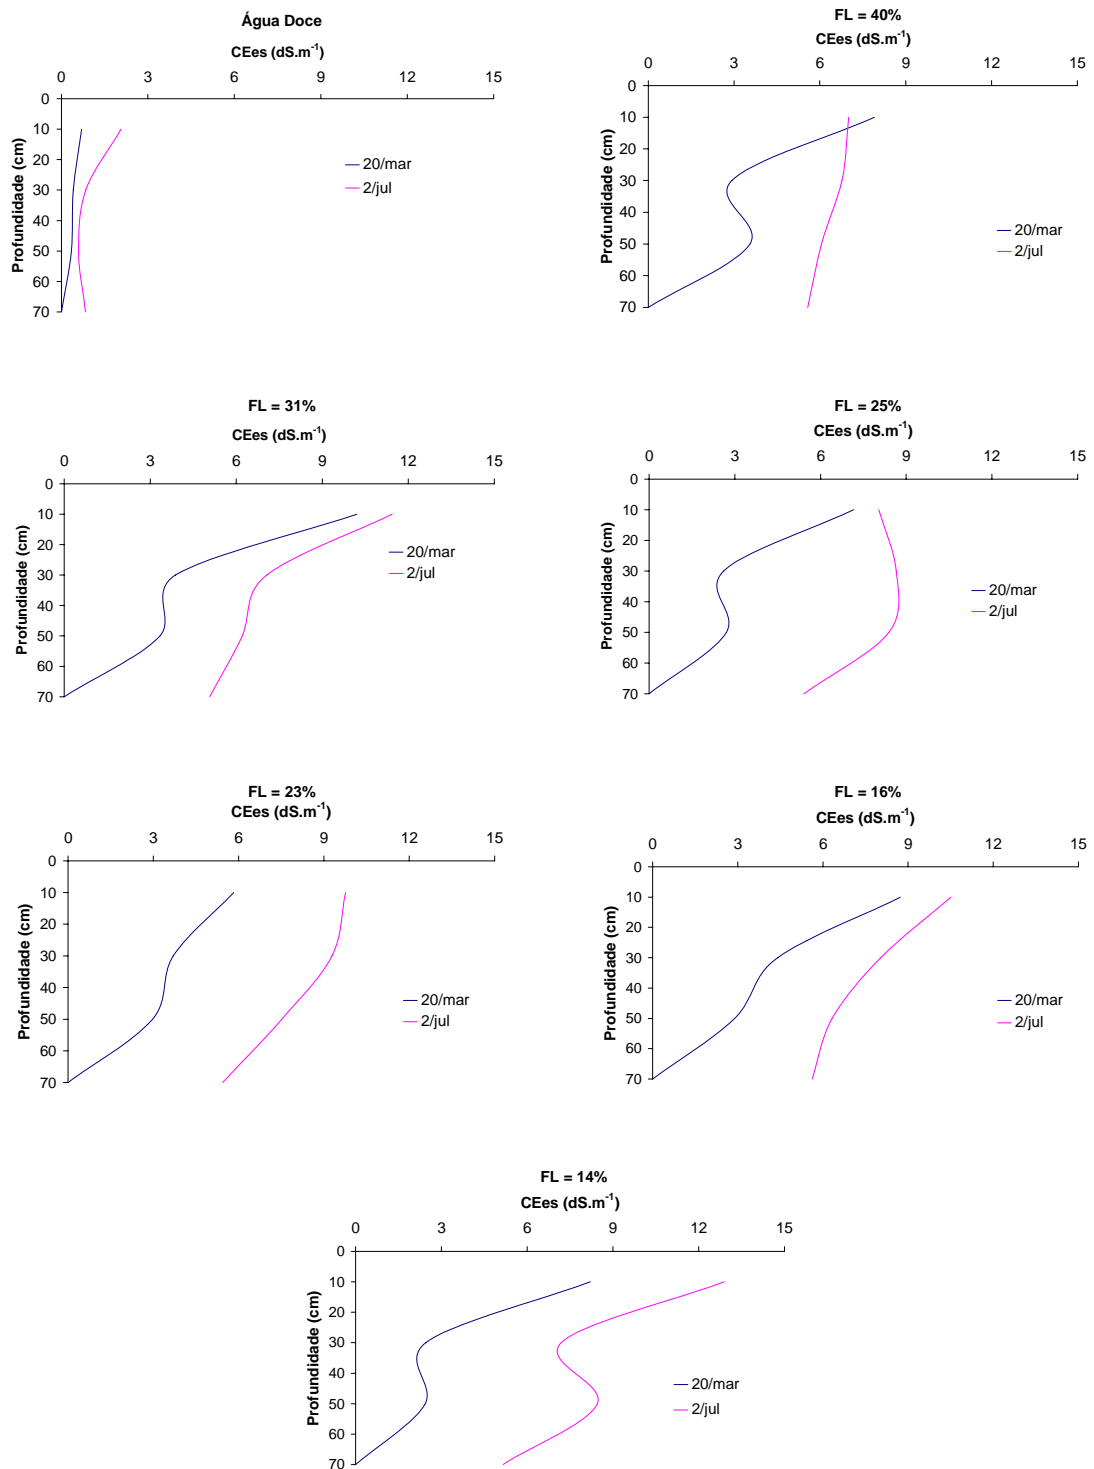 Água Doce
CEes (dS.m⁻¹)
0 3 6 9 12 15
0
10
20
30
40
50
60
70
Profundidade (cm)
20/mar
2/jul
FL = 40%
CEes (dS.m⁻¹)
0 3 6 9 12 15
0
10
20
30
40
50
60
70
Profundidade (cm)
20/mar
2/jul
FL = 31%
CEes (dS.m⁻¹)
0 3 6 9 12 15
0
10
20
30
40
50
60
70
Profundidade (cm)
20/mar
2/jul
FL = 25%
CEes (dS.m⁻¹)
0 3 6 9 12 15
0
10
20
30
40
50
60
70
Profundidade (cm)
20/mar
2/jul
FL = 23%
CEes (dS.m⁻¹)
0 3 6 9 12 15
0
10
20
30
40
50
60
70
Profundidade (cm)
20/mar
2/jul
FL = 16%
CEes (dS.m⁻¹)
0 3 6 9 12 15
0
10
20
30
40
50
60
70
Profundidade (cm)
20/mar
2/jul
FL = 14%
CEes (dS.m⁻¹)
0 3 6 9 12 15
0
10
20
30
40
50
60
70
Profundidade (cm)
20/mar
2/jul